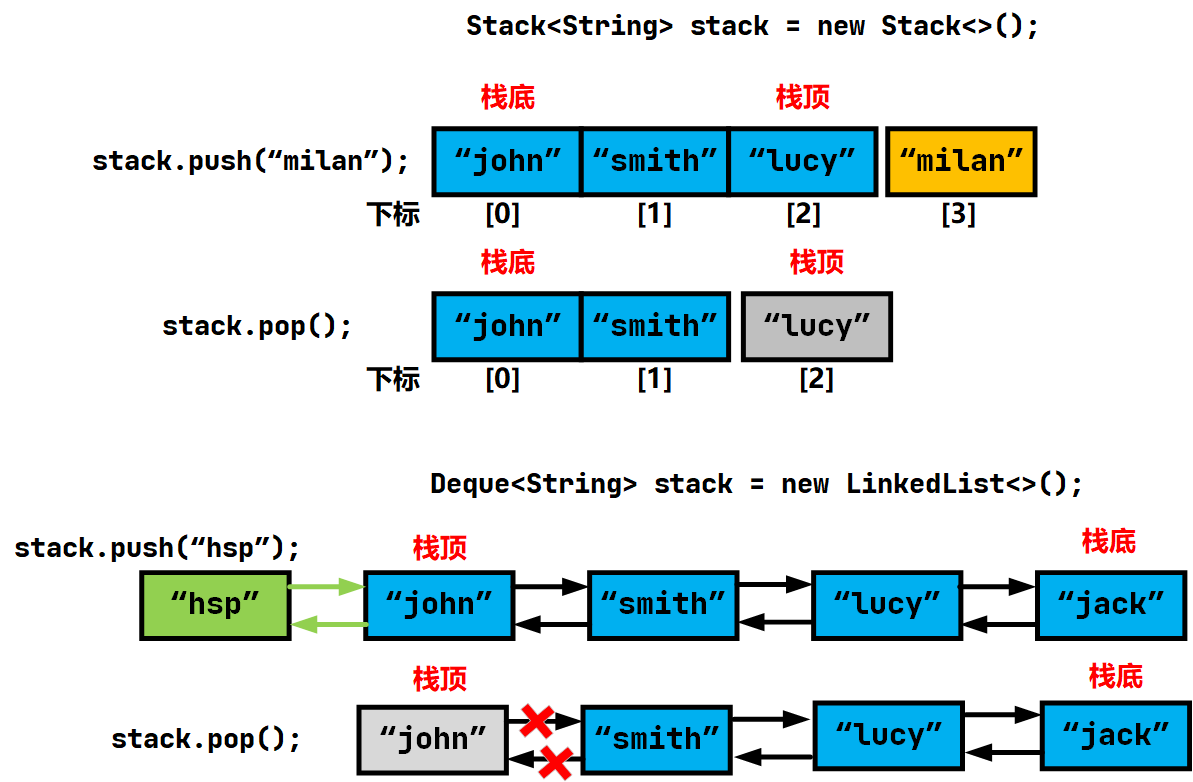 Stack<String> stack = new Stack<>();
栈底 栈顶
stack.push(“milan”); “john” “smith” “lucy” “milan”
下标 [0] [1] [2] [3]
栈底 栈顶
stack.pop(); “john” “smith” “lucy”
下标 [0] [1] [2]
Deque<String> stack = new LinkedList<>();
stack.push(“hsp”); 栈顶 栈底
“hsp” “john” “smith” “lucy” “jack”
栈顶 栈底
stack.pop(); “john” “smith” “lucy” “jack”